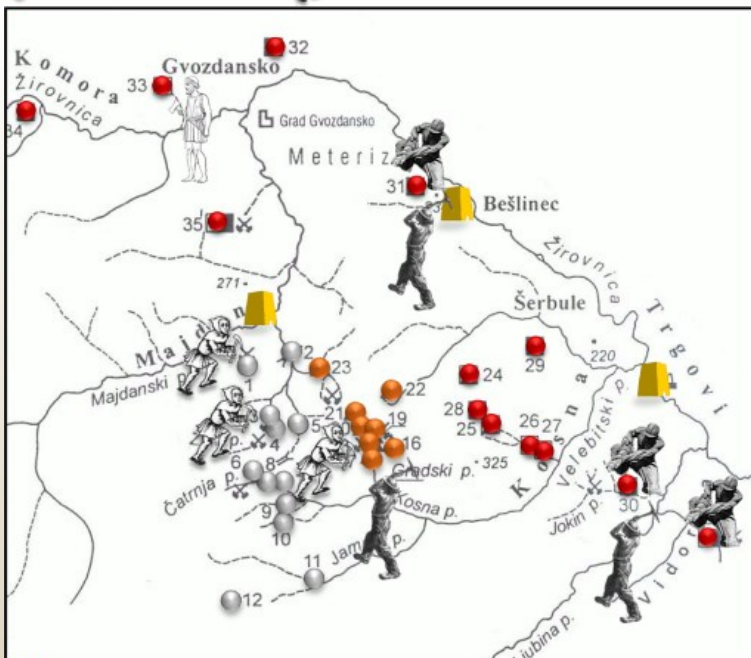 32
Komora
Gvozdansko
33
Žirovnica
34
Grad Gvozdansko
Meteriz
31
Bešlinec
35
271
Žirovnica
Šerbule
Trgovi
Majdan
220
2
23
29
24
Majdanski p.
1
22
28
21
3
5
19
25
26 27
4
16
Kosna
Velebitski p.
6
8
Gradski p.
325
Čatrnja p.
30
9
Kosna p.
Jokin p.
10
Jam p.
11
Vidor
12
Ljubina p.